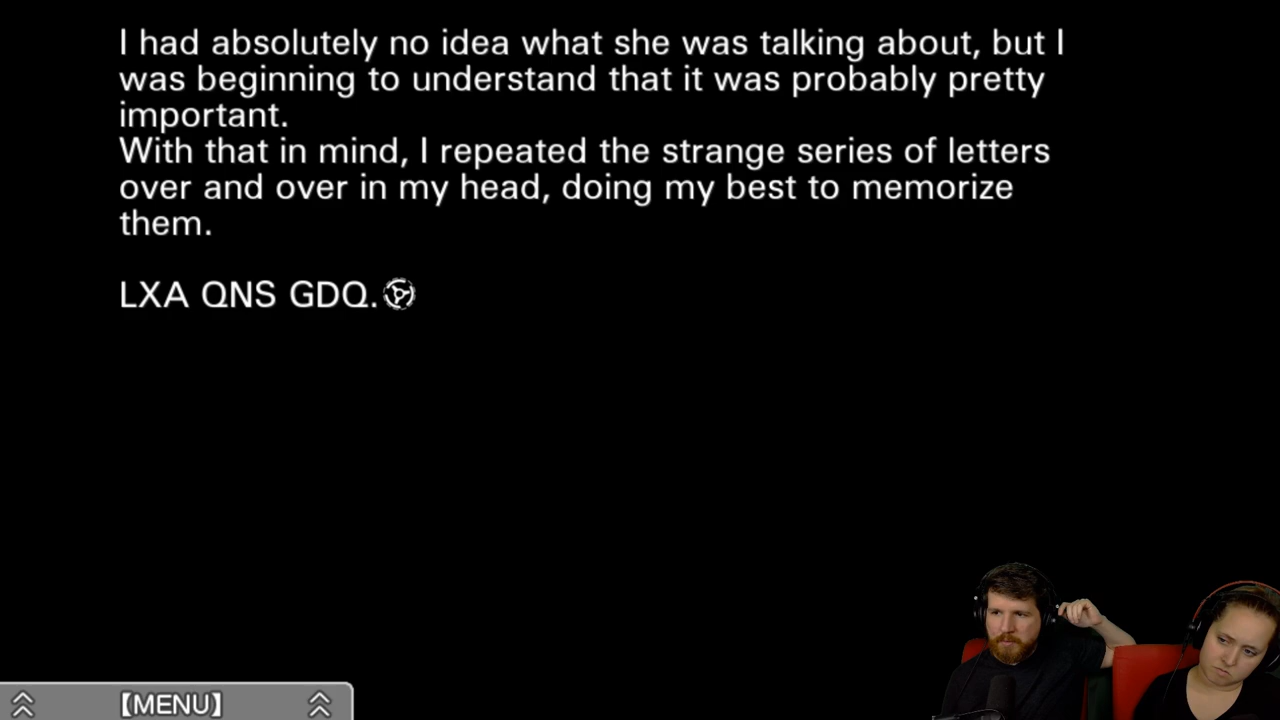 I had absolutely no idea what she was talking about, but I
was beginning to understand that it was probably pretty
important.
With that in mind, I repeated the strange series of letters
over and over in my head, doing my best to memorize
them.
LXA QNS GDQ.
【MENU】